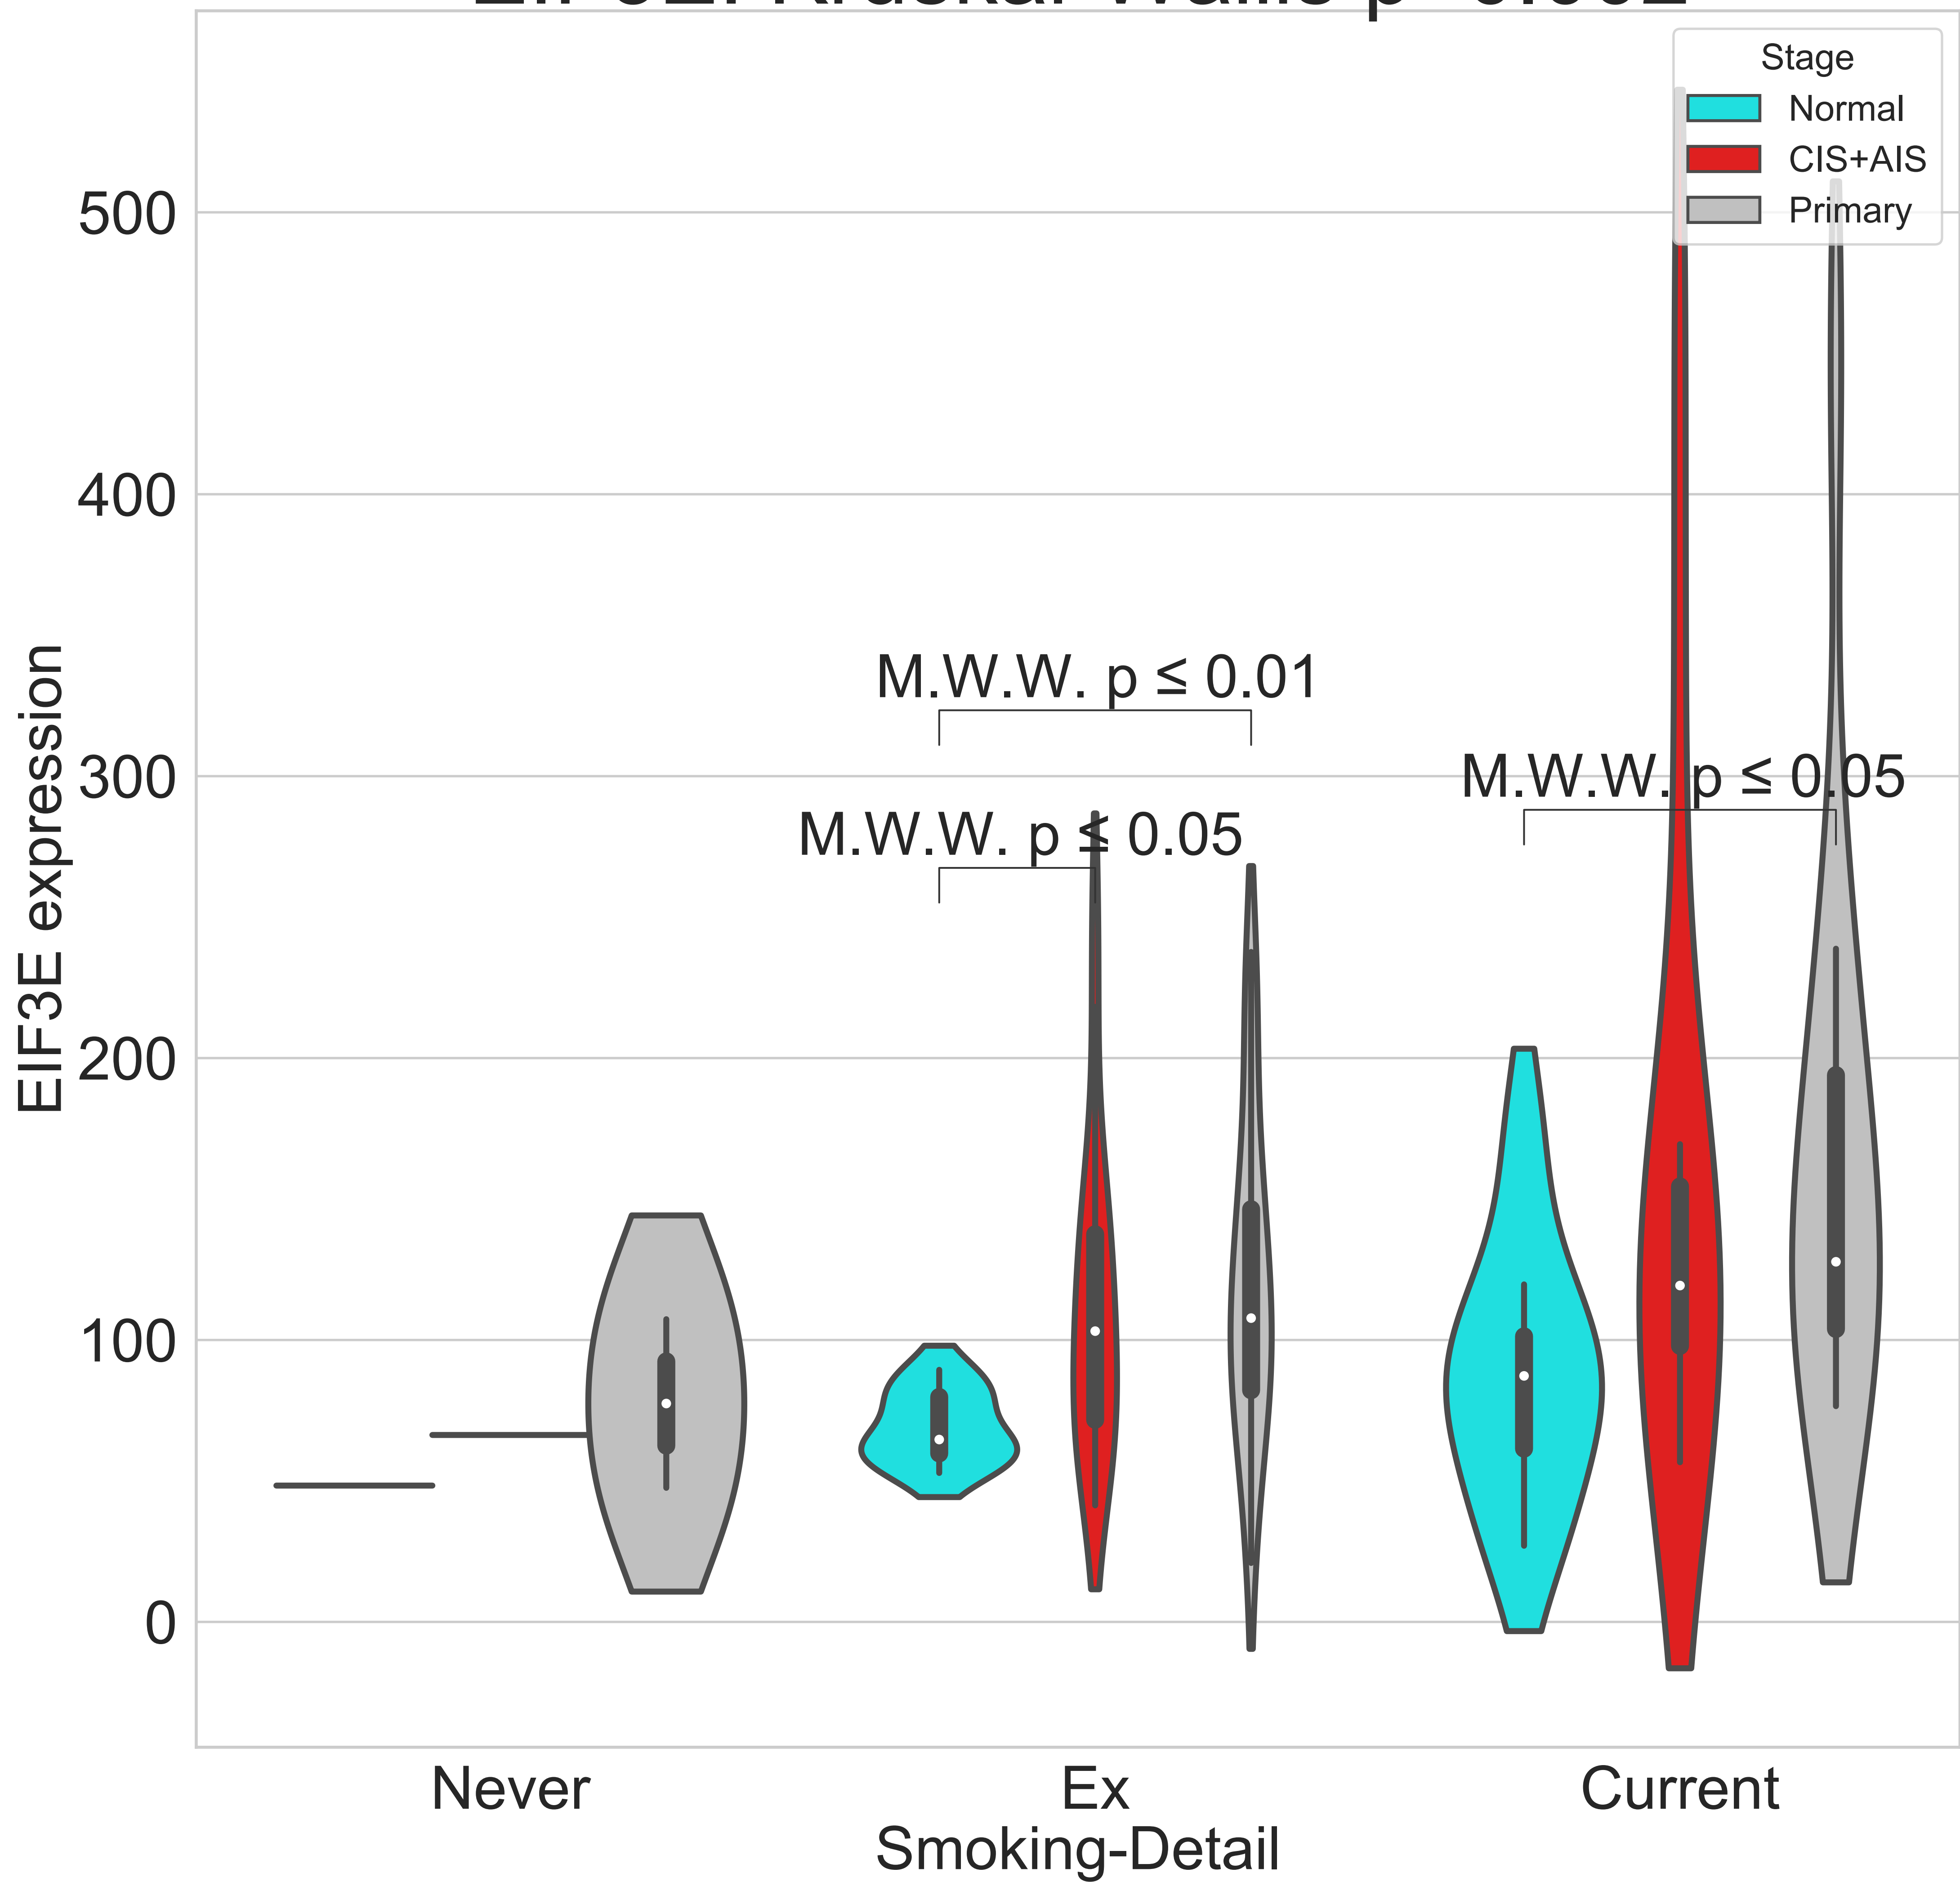 Stage
Normal
CIS+AIS
Primary
500
400
300
200
100
0
EIF3E expression
M.W.W. p ≤ 0.01
M.W.W. p ≤ 0.05
M.W.W. p ≤ 0.05
Never
Ex
Current
Smoking-Detail